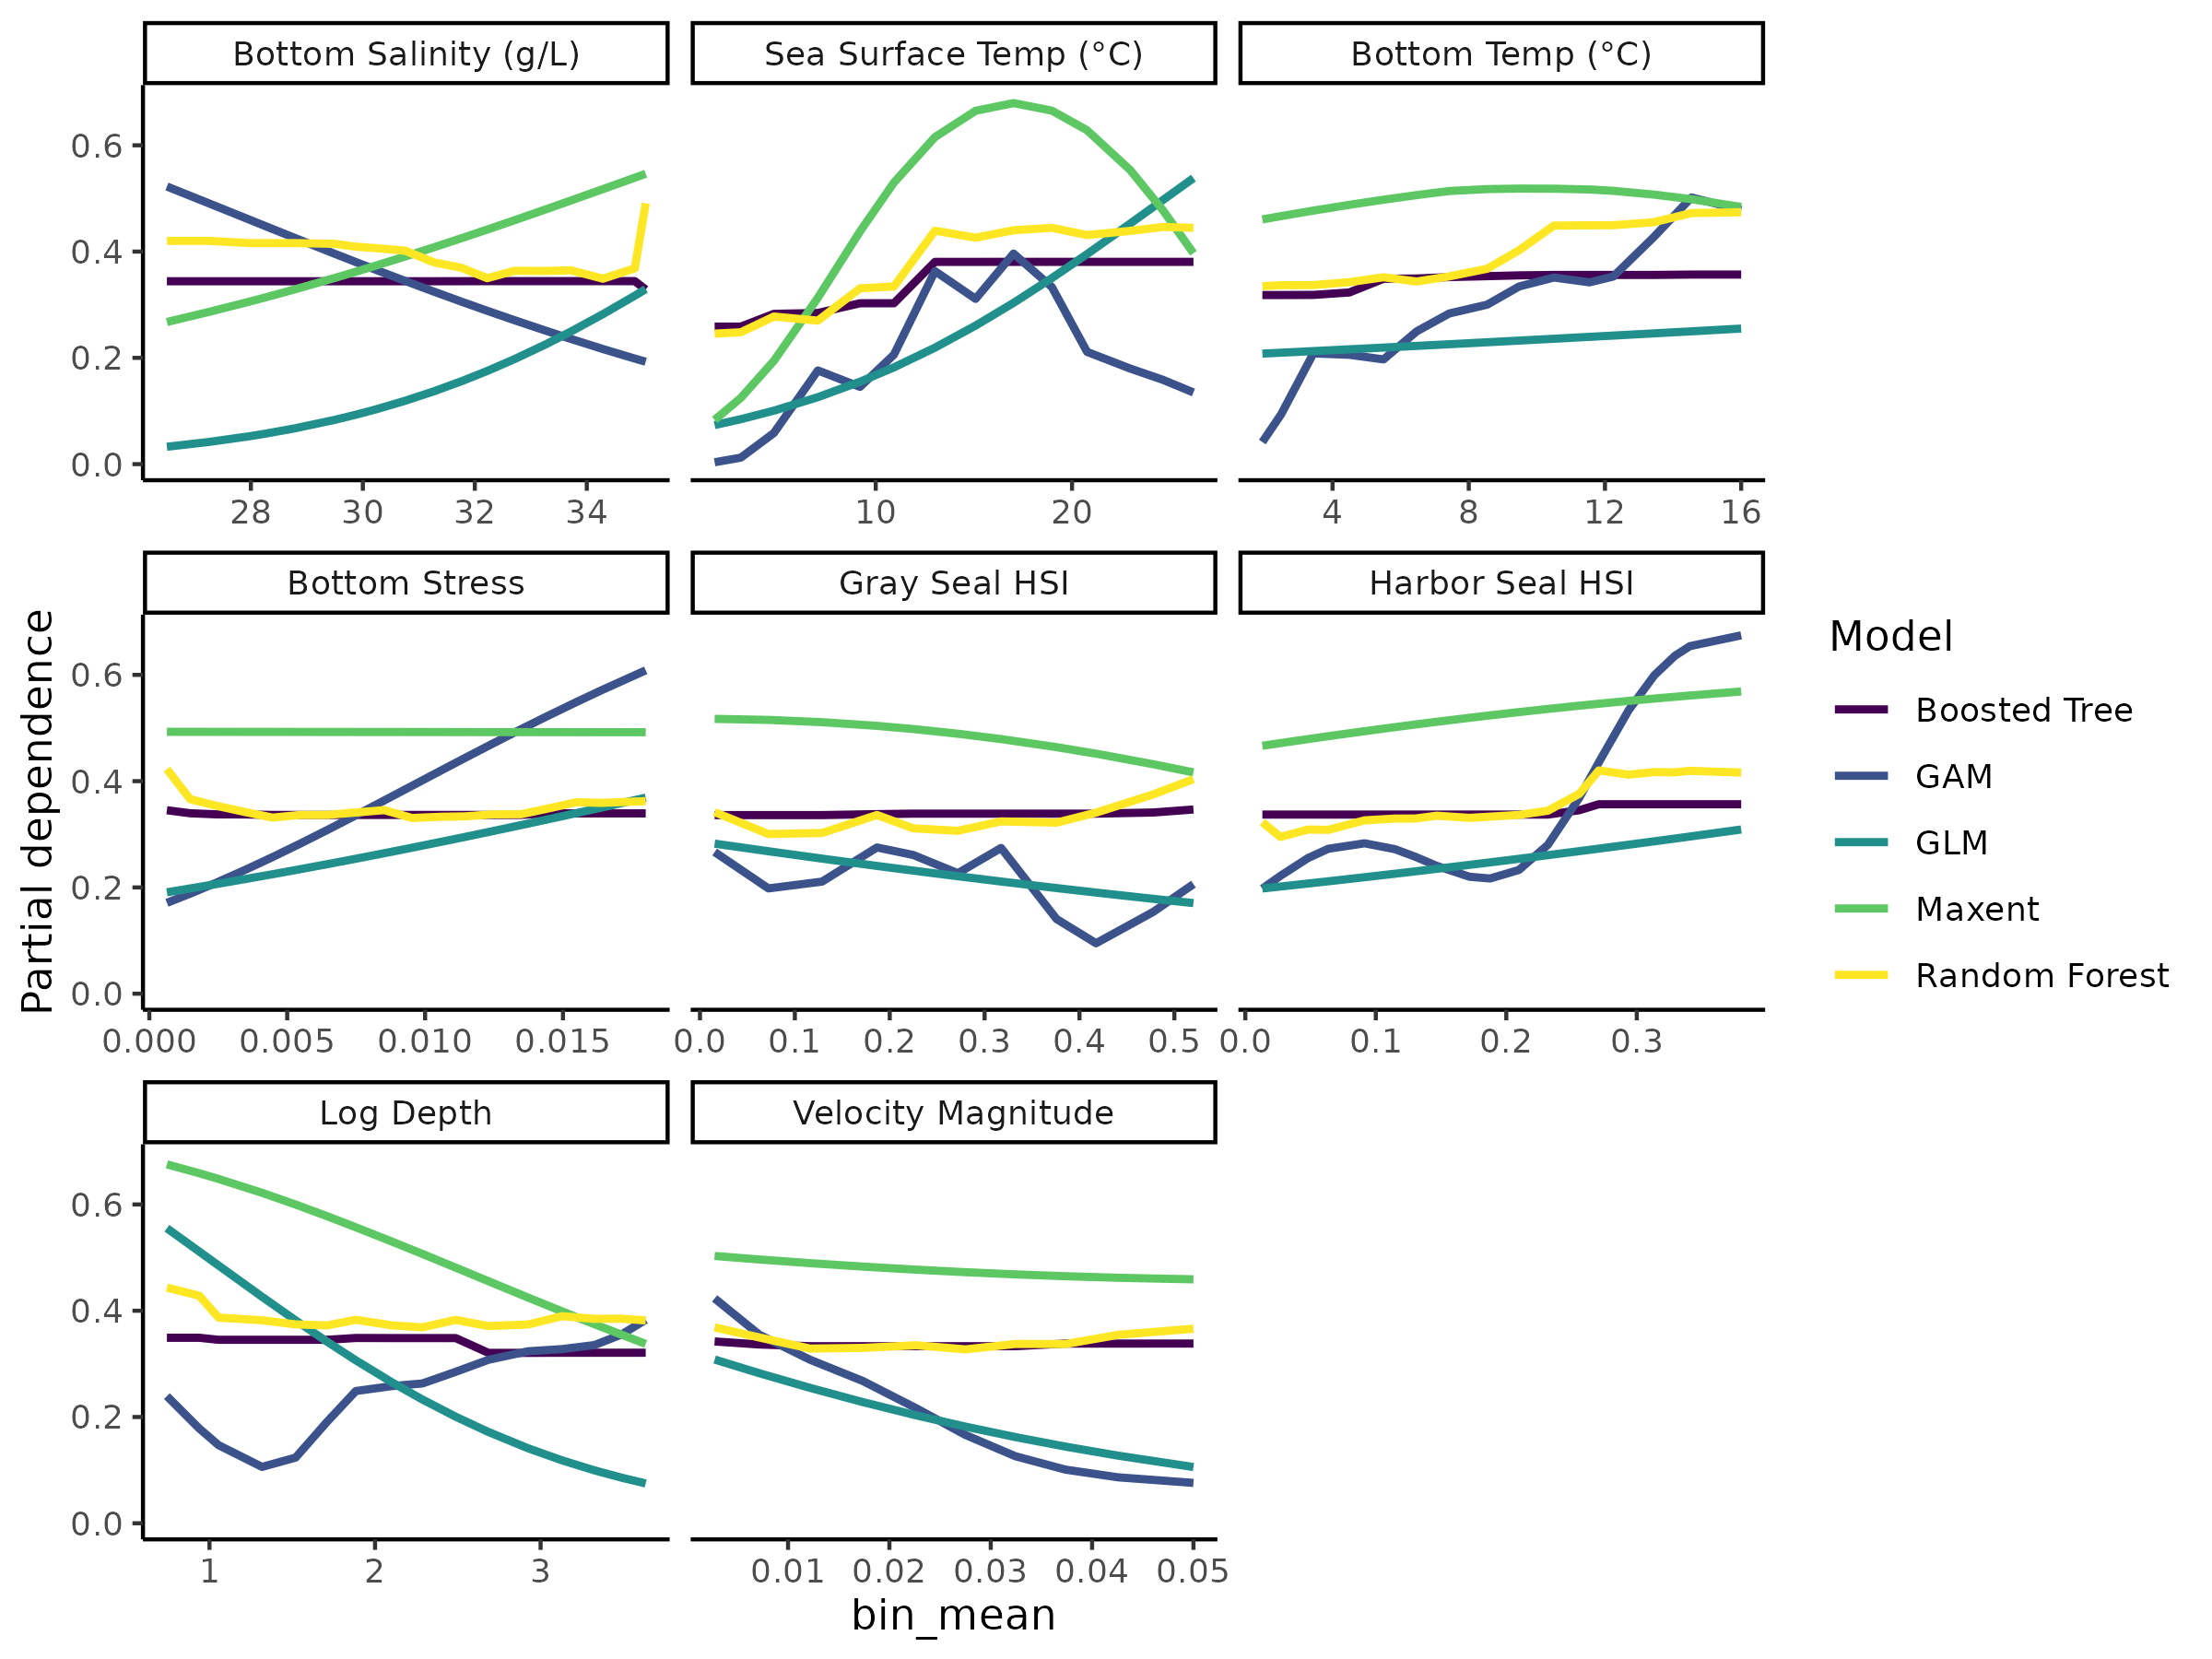 Bottom Salinity (g/L) Sea Surface Temp (°C) Bottom Temp (°C)
0.6
0.4
0.2
0.0
28 30 32 34 10 20 4 8 12 16
Bottom Stress Gray Seal HSI Harbor Seal HSI
0.6
0.4
0.2
0.0
0.000 0.005 0.010 0.015 0.0 0.1 0.2 0.3 0.4 0.5 0.0 0.1 0.2 0.3
Log Depth Velocity Magnitude
0.6
0.4
0.2
0.0
1 2 3 0.01 0.02 0.03 0.04 0.05
bin_mean
Partial dependence
Model
Boosted Tree
GAM
GLM
Maxent
Random Forest